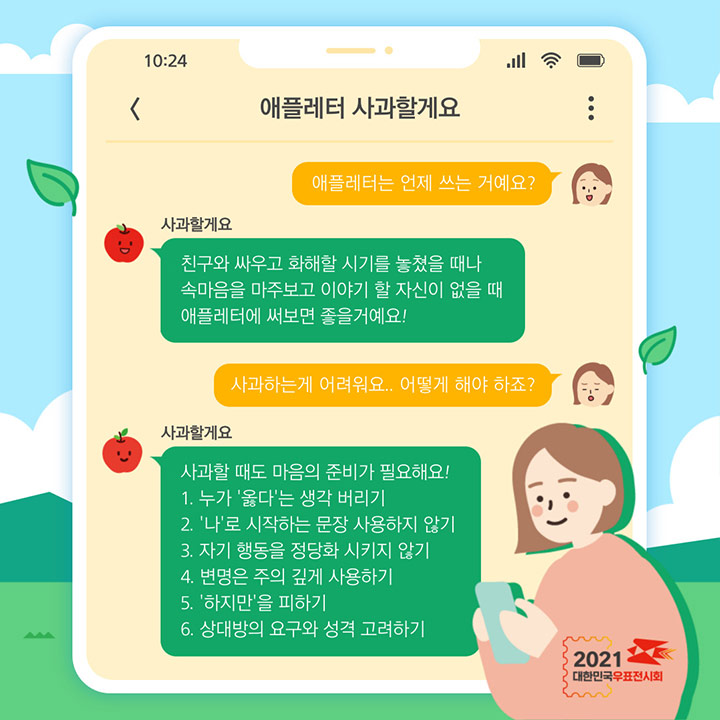 10:24
애플레터 사과할게요
애플레터는 언제 쓰는 거예요?
사과할게요
친구와 싸우고 화해할 시기를 놓쳤을 때나
속마음을 마주보고 이야기 할 자신이 없을 때
애플레터에 써보면 좋을거예요!
사과하는게 어려워요.. 어떻게 해야 하죠?
사과할게요
사과할 때도 마음의 준비가 필요해요!
1. 누가 '옳다'는 생각 버리기
2. '나'로 시작하는 문장 사용하지 않기
3. 자기 행동을 정당화 시키지 않기
4. 변명은 주의 깊게 사용하기
5. '하지만'을 피하기
6. 상대방의 요구와 성격 고려하기
2021
대한민국우표전시회